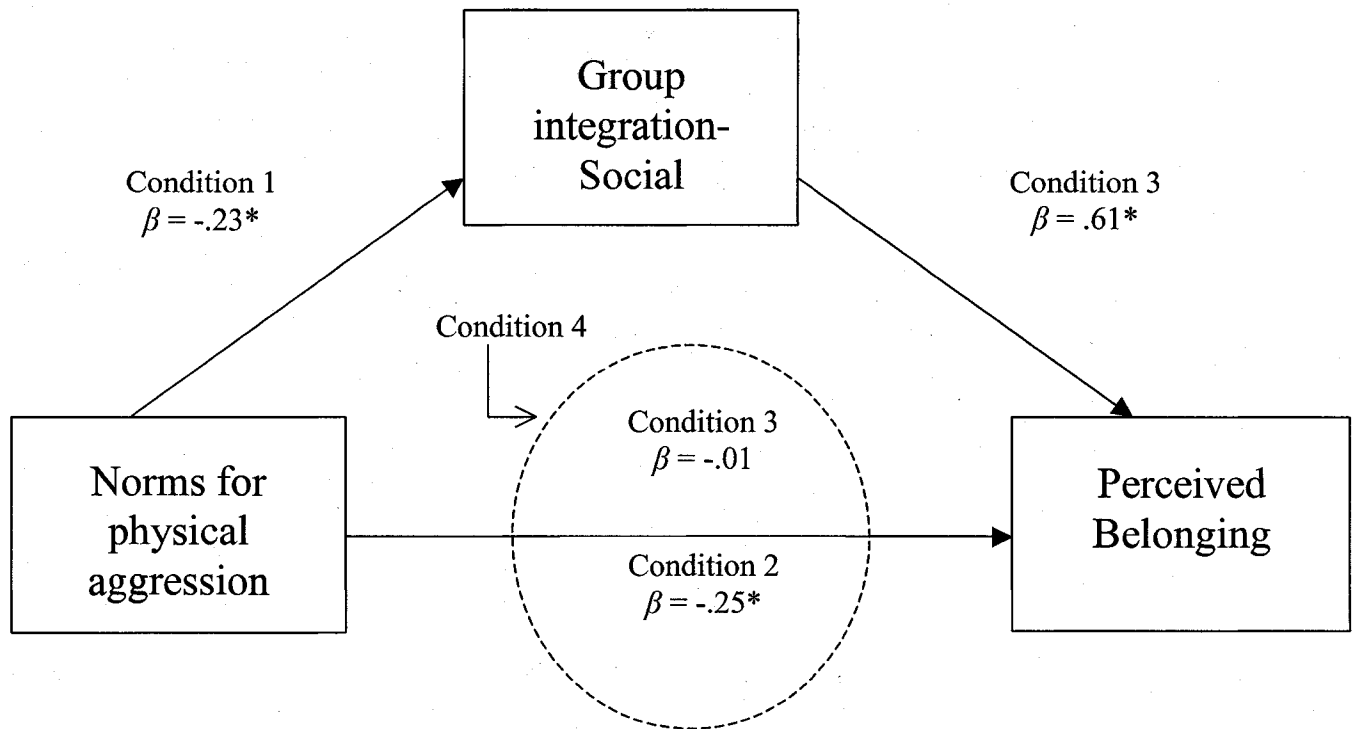 Group
integration-
Social
Condition 1
β = -.23*
Condition 3
β = .61*
Condition 4
Condition 3
β = -.01
Norms for
physical
aggression
Condition 2
β = -.25*
Perceived
Belonging